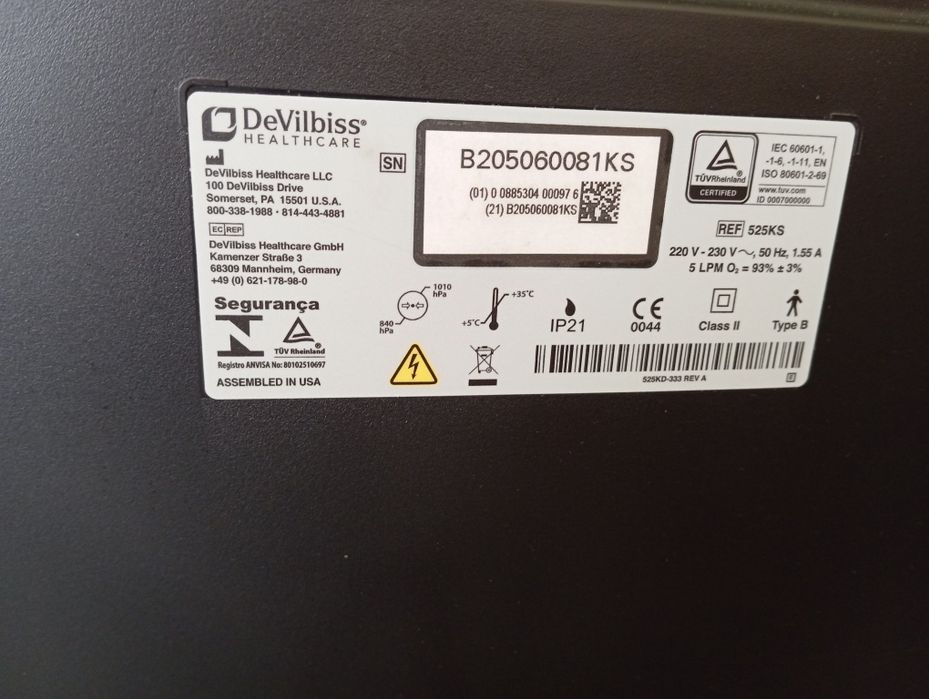 DeVilbiss®
HEALTHCARE
DeVilbiss Healthcare LLC
100 DeVilbiss Drive
Somerset, PA 15501 U.S.A.
800-338-1988 • 814-443-4881
EC REP
DeVilbiss Healthcare GmbH
Kamenzer Straße 3
68309 Mannheim, Germany
+49 (0) 621-178-98-0
Segurança
TÜV Rheinland
Registro ANVISA No: 80102510697
ASSEMBLED IN USA
SN
B205060081KS
(01) 0 0885304 00097 6
(21) B205060081KS
TÜVRheinland®
CERTIFIED
IEC 60601-1,
-1-6, -1-11, EN
ISO 80601-2-69
www.tuv.com
ID 0007000000
REF 525KS
220 V - 230 V~, 50 Hz, 1.55 A
5 LPM O₂ = 93% ± 3%
1010
hPa
840
hPa
+35°C
+5°C
IP21
CE
0044
Class II
Type B
525KD-333 REV A